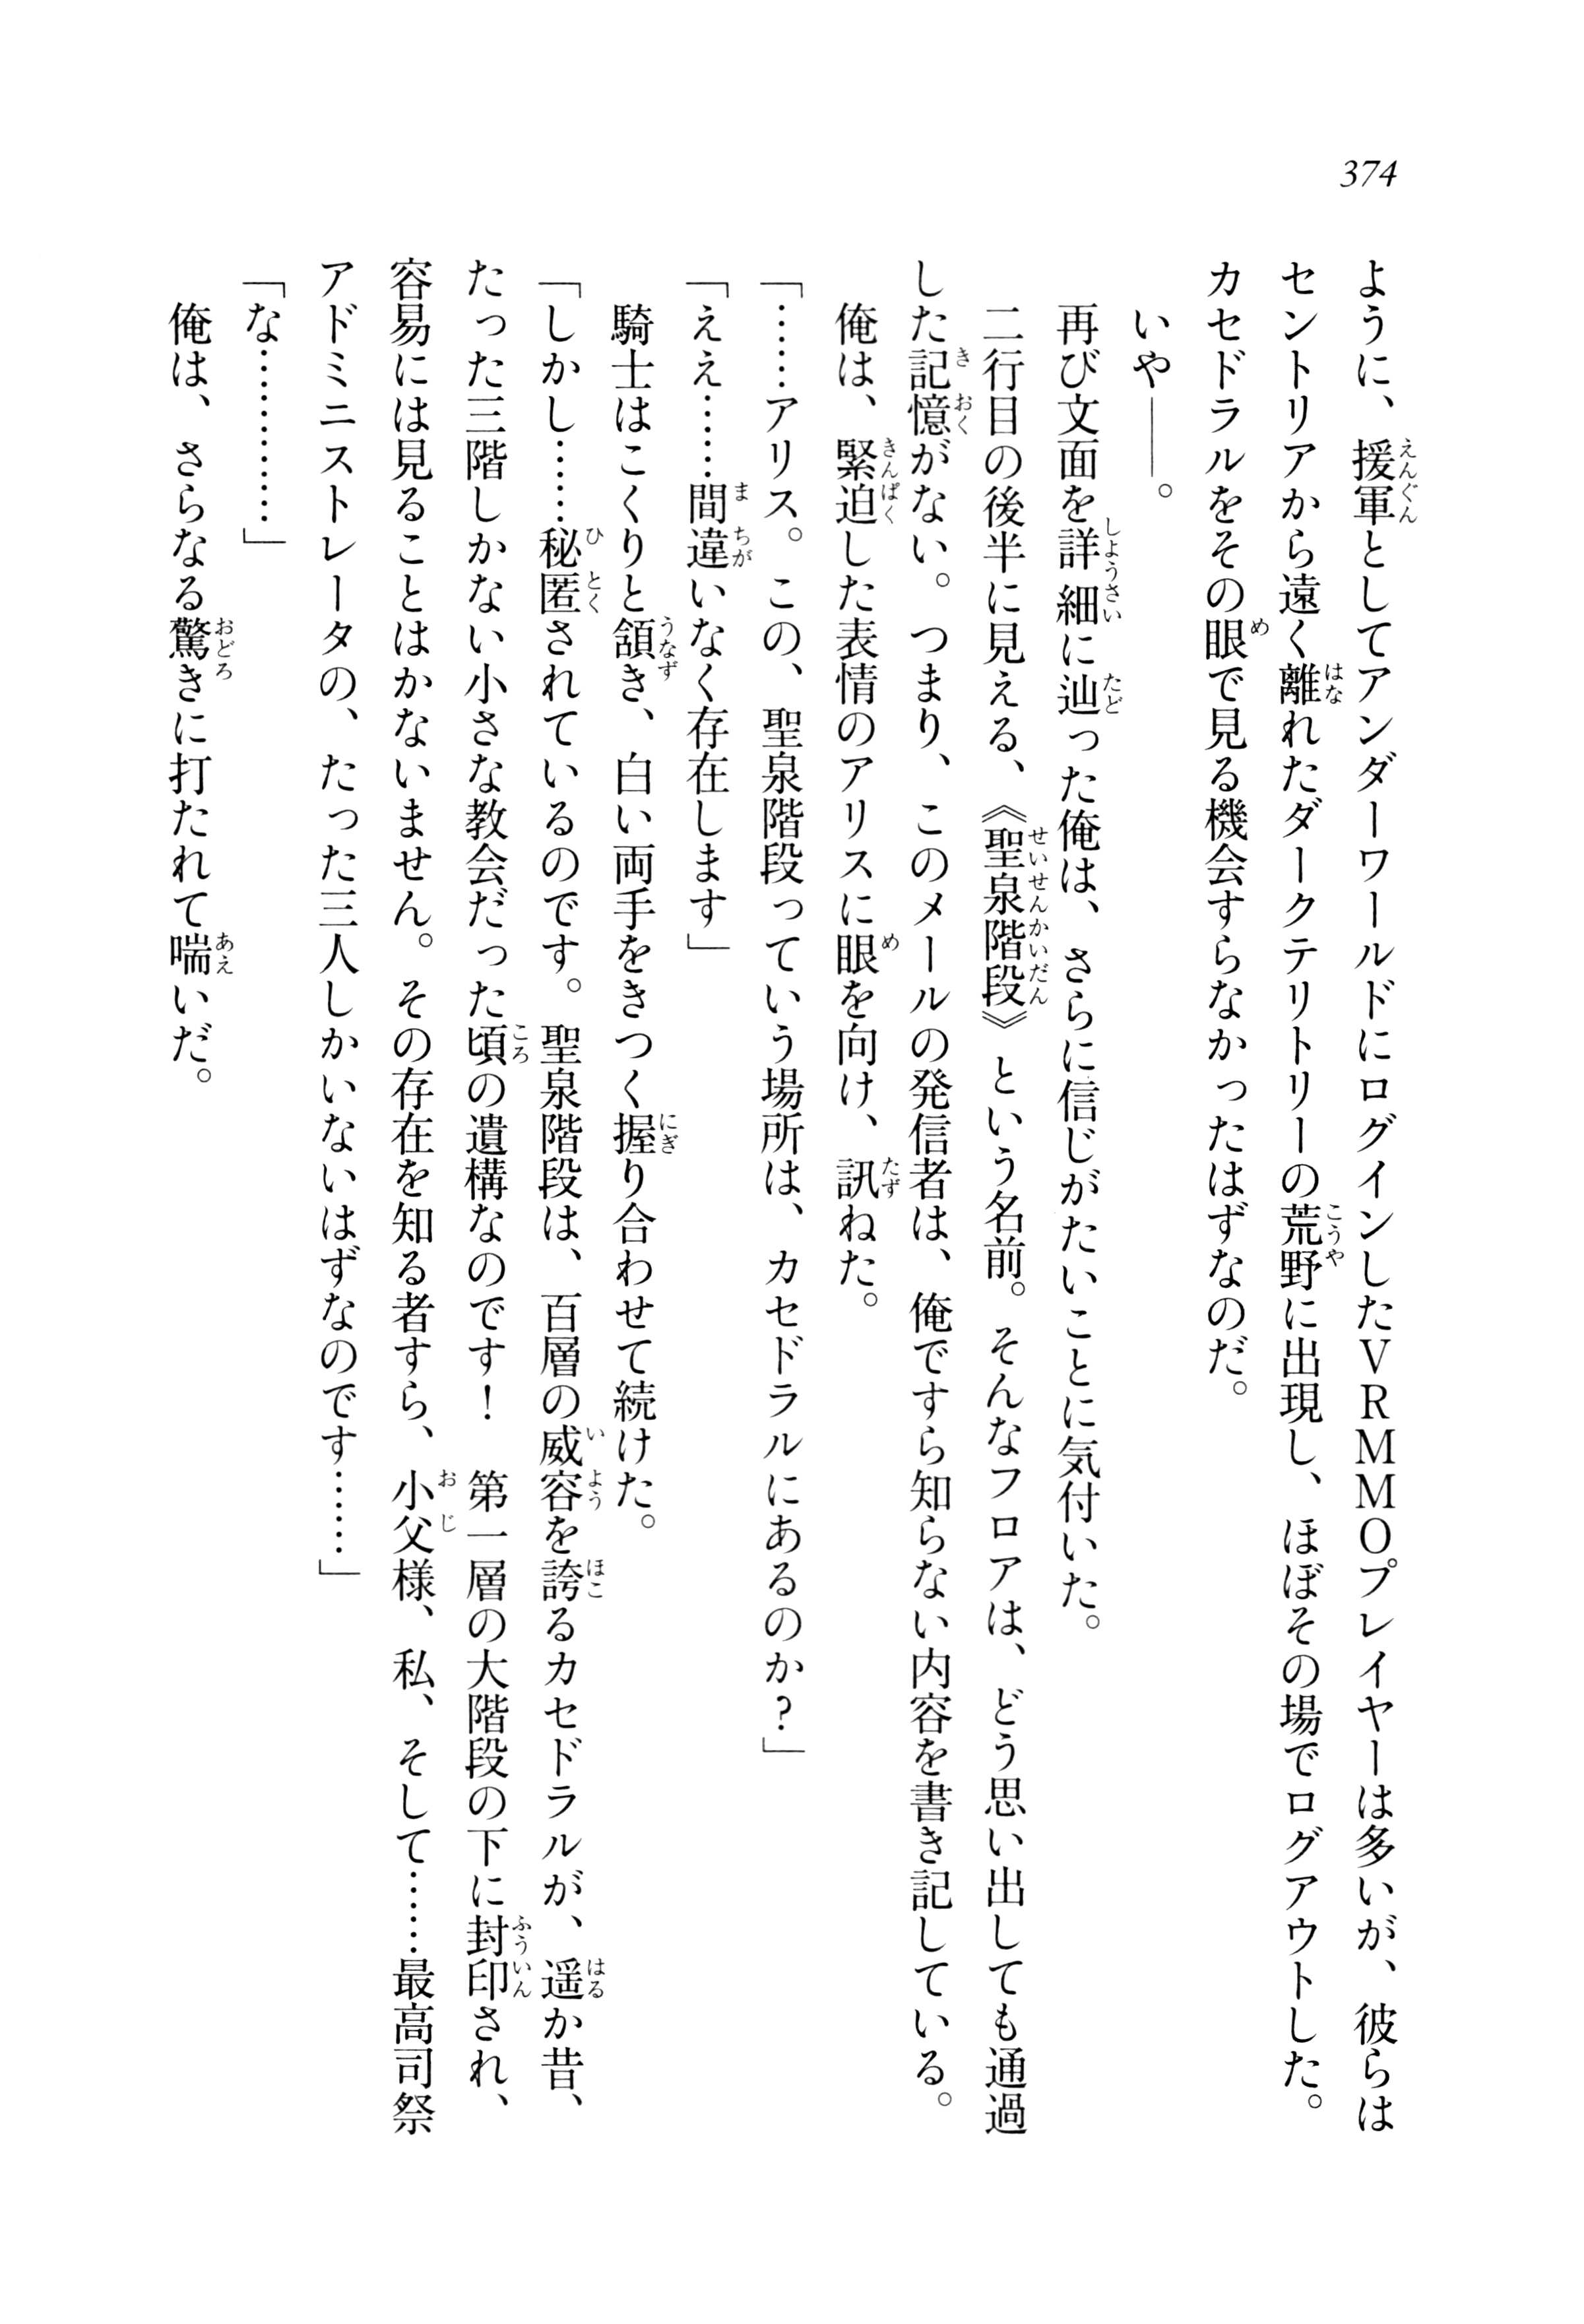 374
ように、援軍としてアンダーワールドにログインしたＶＲＭＭＯプレイヤーは多いが、彼らは
セントリアから遠く離れたダークテリトリーの荒野に出現し、ほぼその場でログアウトした。
カセドラルをその眼で見る機会すらなかったはずなのだ。
いや――。
再び文面を詳細に辿った俺は、さらに信じがたいことに気付いた。
二行目の後半に見える、《聖泉階段》という名前。そんなフロアは、どう思い出しても通過
した記憶がない。つまり、このメールの発信者は、俺ですら知らない内容を書き記している。
俺は、緊迫した表情のアリスに眼を向け、訊ねた。
「……アリス。この、聖泉階段っていう場所は、カセドラルにあるのか？」
「ええ……間違いなく存在します」
騎士はこくりと頷き、白い両手をきつく握り合わせて続けた。
「しかし……秘匿されているのです。聖泉階段は、百層の威容を誇るカセドラルが、遥か昔、
たった三階しかない小さな教会だった頃の遺構なのです！　第一層の大階段の下に封印され、
容易には見ることはかないません。その存在を知る者すら、小父様、私、そして……最高司祭
アドミニストレータの、たった三人しかいないはずなのです……」
「な…………」
俺は、さらなる驚きに打たれて喘いだ。